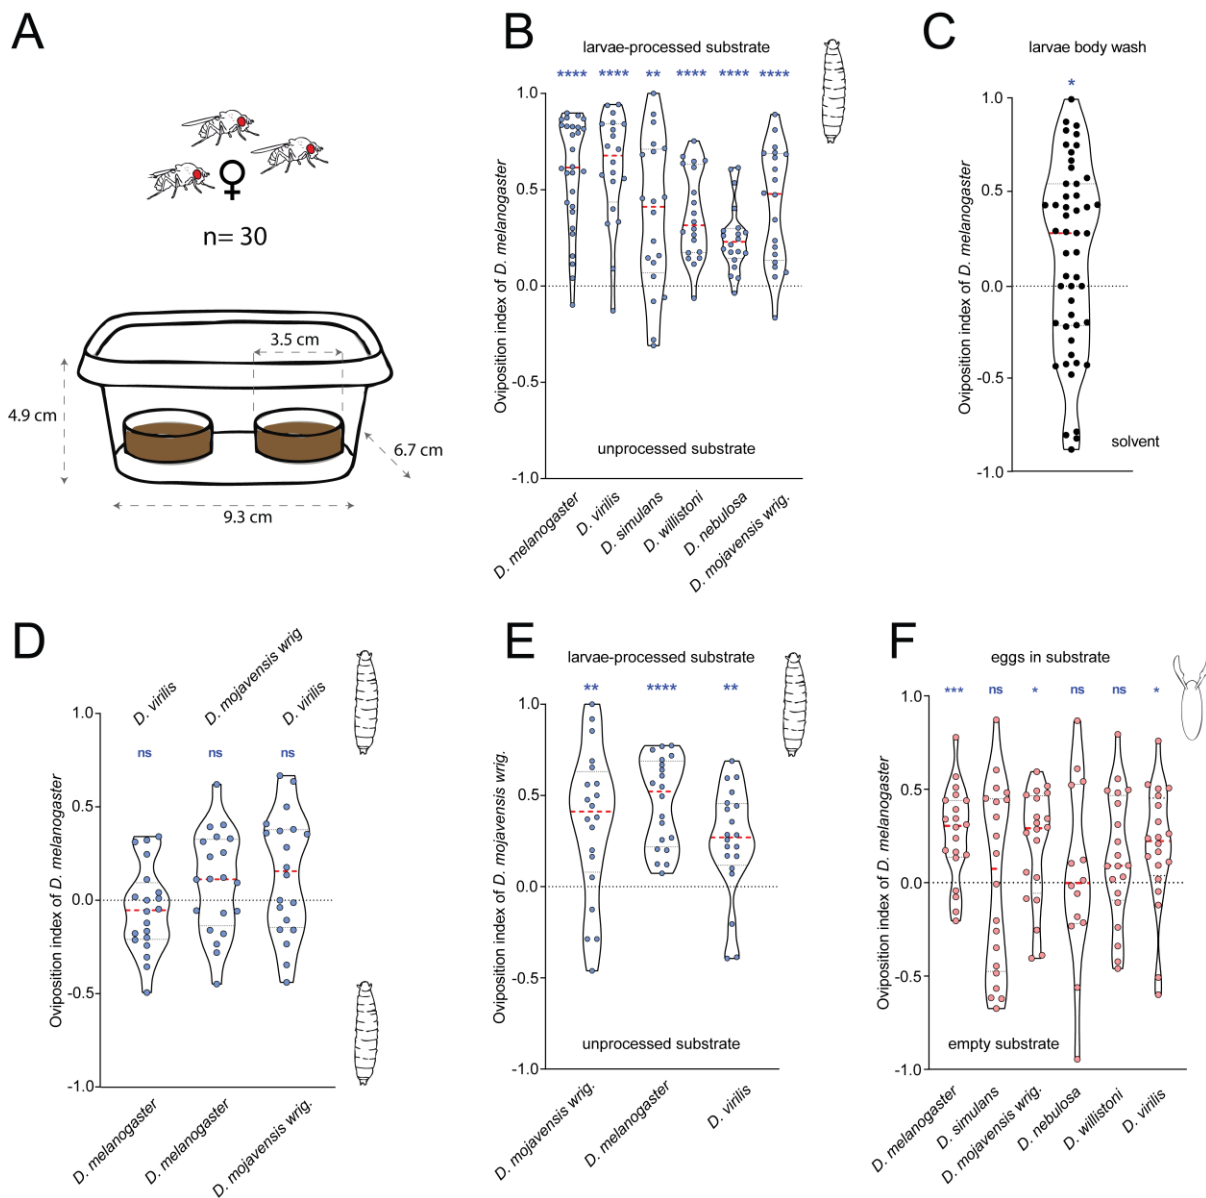 A
n= 30
3.5 cm
4.9 cm
6.7 cm
9.3 cm
B
larvae-processed substrate
**** **** ** **** **** ****
1.0
0.5
0.0
-0.5
-1.0
Oviposition index of D. melanogaster
unprocessed substrate
D. melanogaster
D. virilis
D. simulans
D. willistoni
D. nebulosa
D. mojavensis wrig.
C
larvae body wash
*
1.0
0.5
0.0
-0.5
-1.0
Oviposition index of D. melanogaster
solvent
D
D. virilis
D. mojavensis wrig
D. virilis
ns ns ns
1.0
0.5
0.0
-0.5
-1.0
Oviposition index of D. melanogaster
D. melanogaster
D. melanogaster
D. mojavensis wrig.
E
larvae-processed substrate
** **** **
1.0
0.5
0.0
-0.5
-1.0
Oviposition index of D. mojavensis wrig.
unprocessed substrate
D. mojavensis wrig.
D. melanogaster
D. virilis
F
eggs in substrate
*** ns * ns ns *
1.0
0.5
0.0
-0.5
-1.0
Oviposition index of D. melanogaster
empty substrate
D. melanogaster
D. simulans
D. mojavensis wrig.
D. nebulosa
D. willistoni
D. virilis